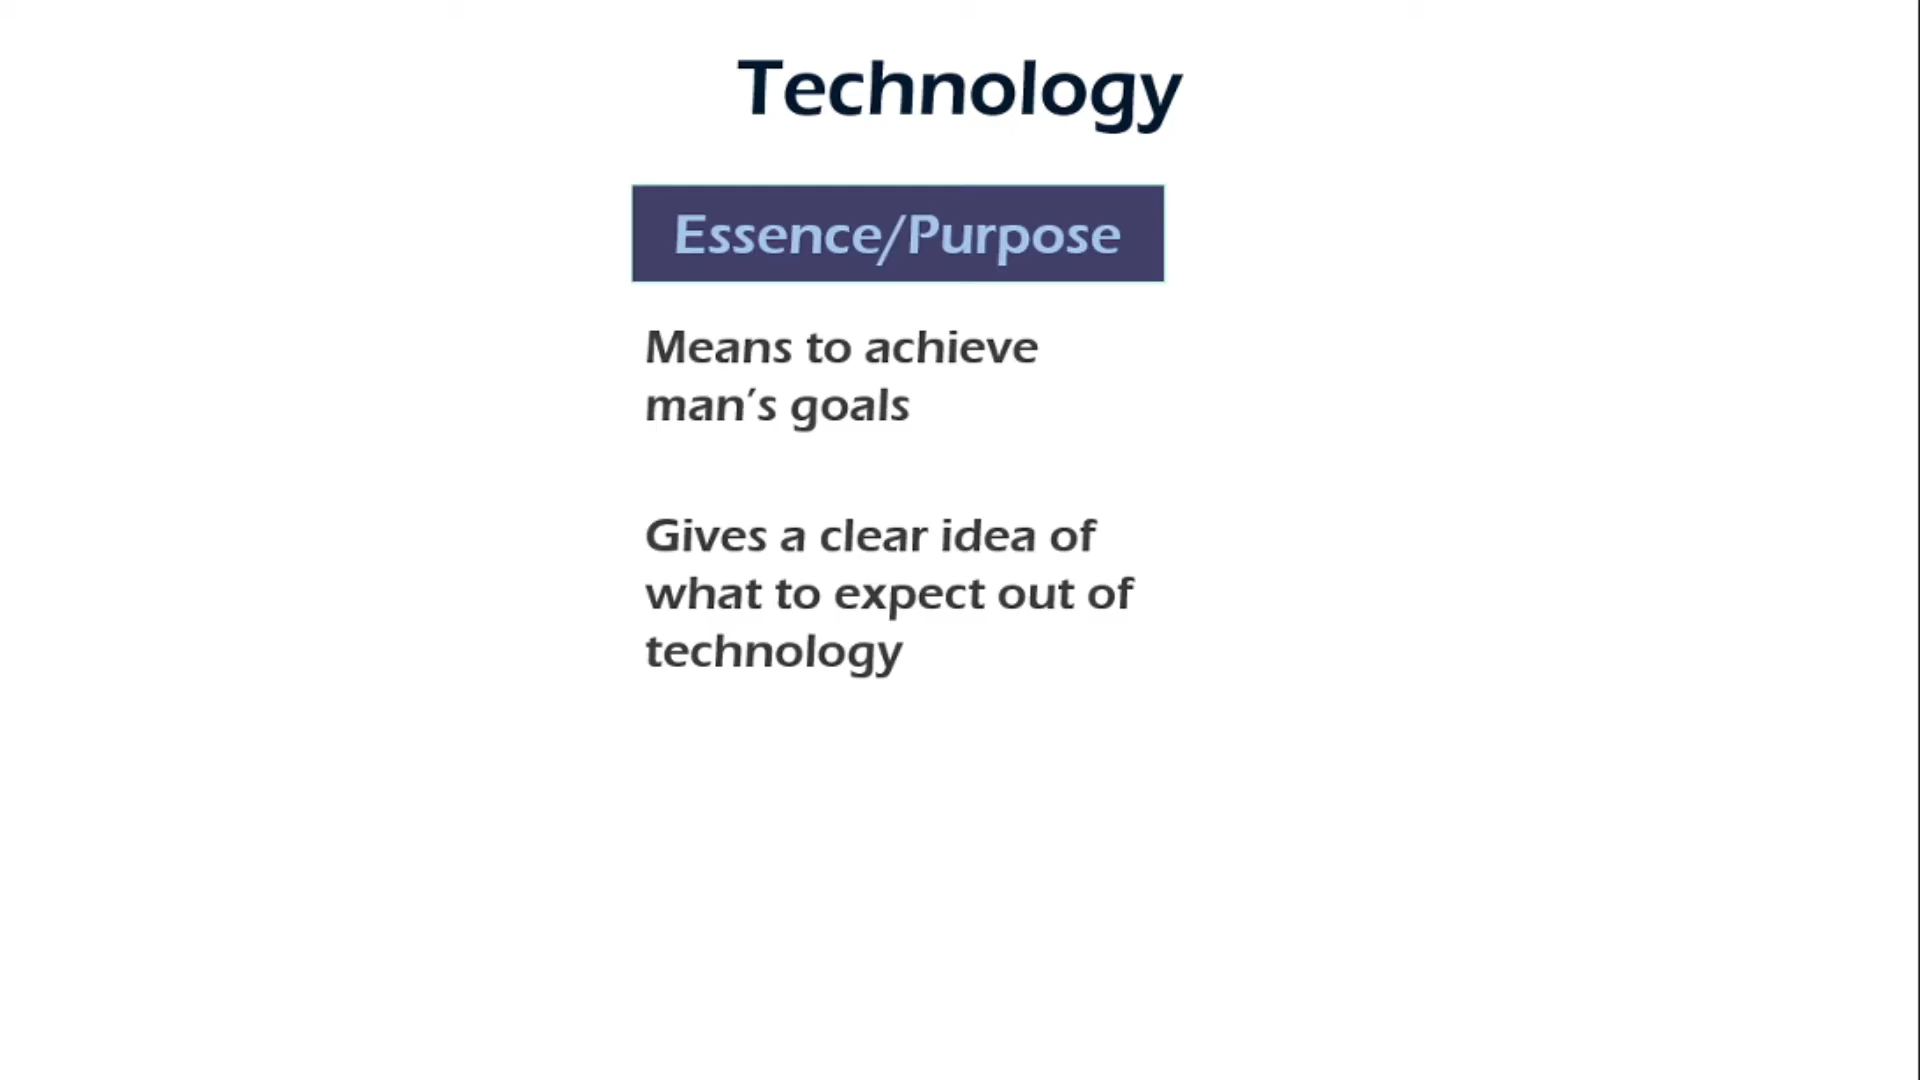 Technology
Essence/Purpose
Means to achieve
man’s goals
Gives a clear idea of
what to expect out of
technology